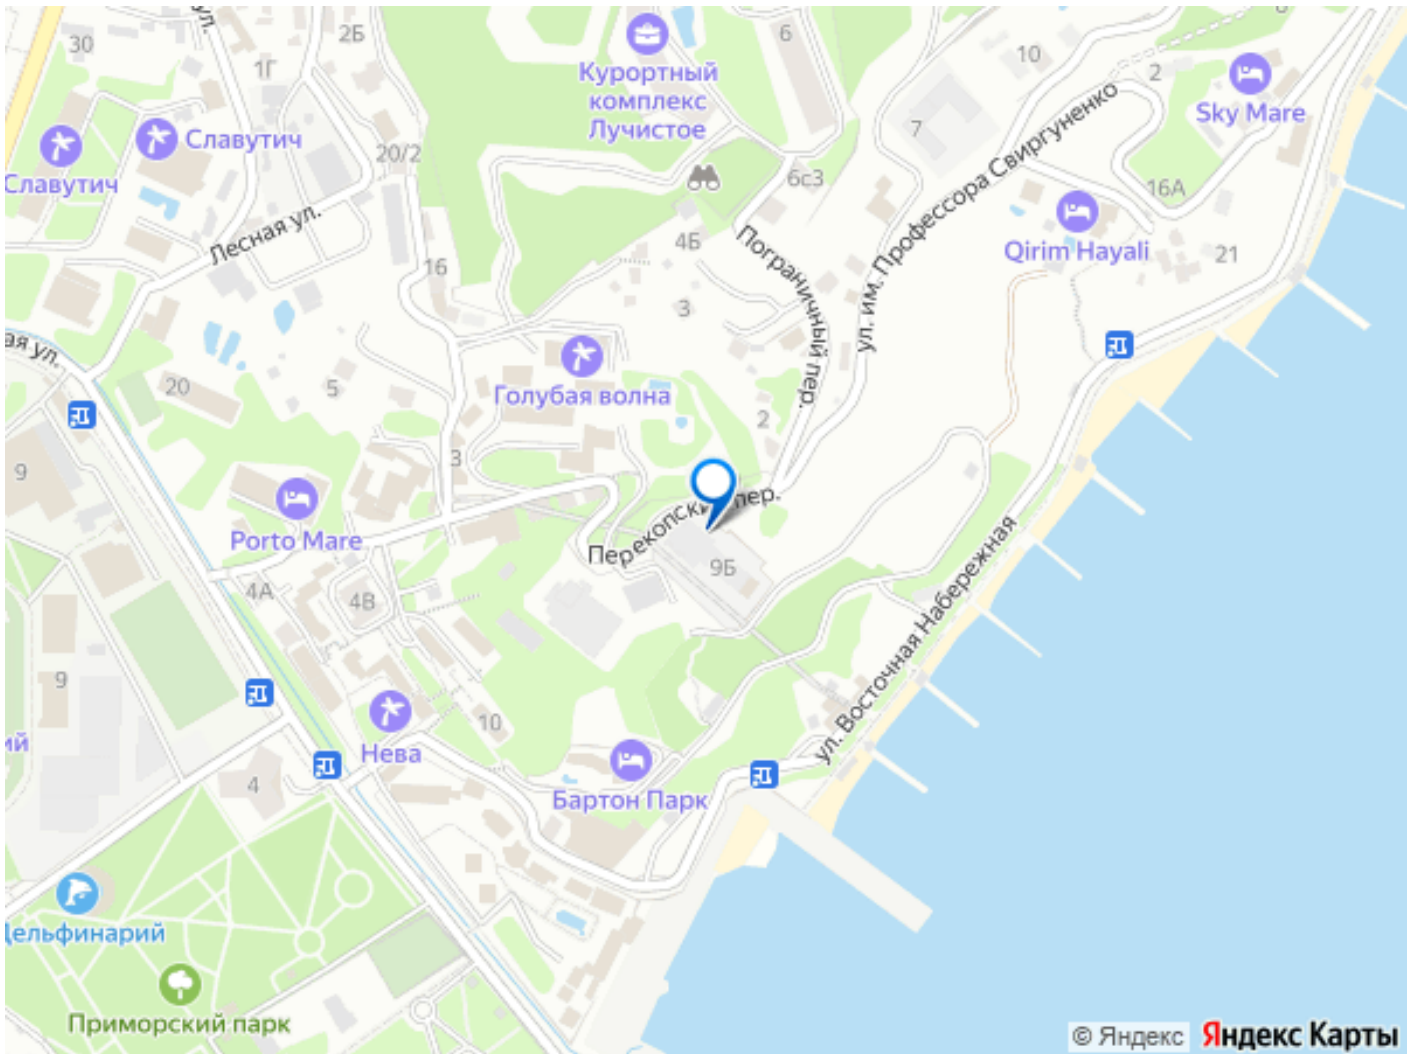 ул.
30
2Б
1Г
6
10
2
Курортный
комплекс
Лучистое
Sky Mare
7
Славутич
20/2
Славутич
6с3
16А
ул. им. Профессора Свиргуненко
Лесная ул.
4Б
Пограничный пер.
Qirim Hayali
21
16
3
ая ул.
20
5
Голубая волна
2
3
9
Porto Mare
Перекопский пер.
9Б
4А
4В
9
ул. Восточная Набережная
10
ий
Нева
4
Бартон Парк
Дельфинарий
Приморский парк
© Яндекс Яндекс Карты